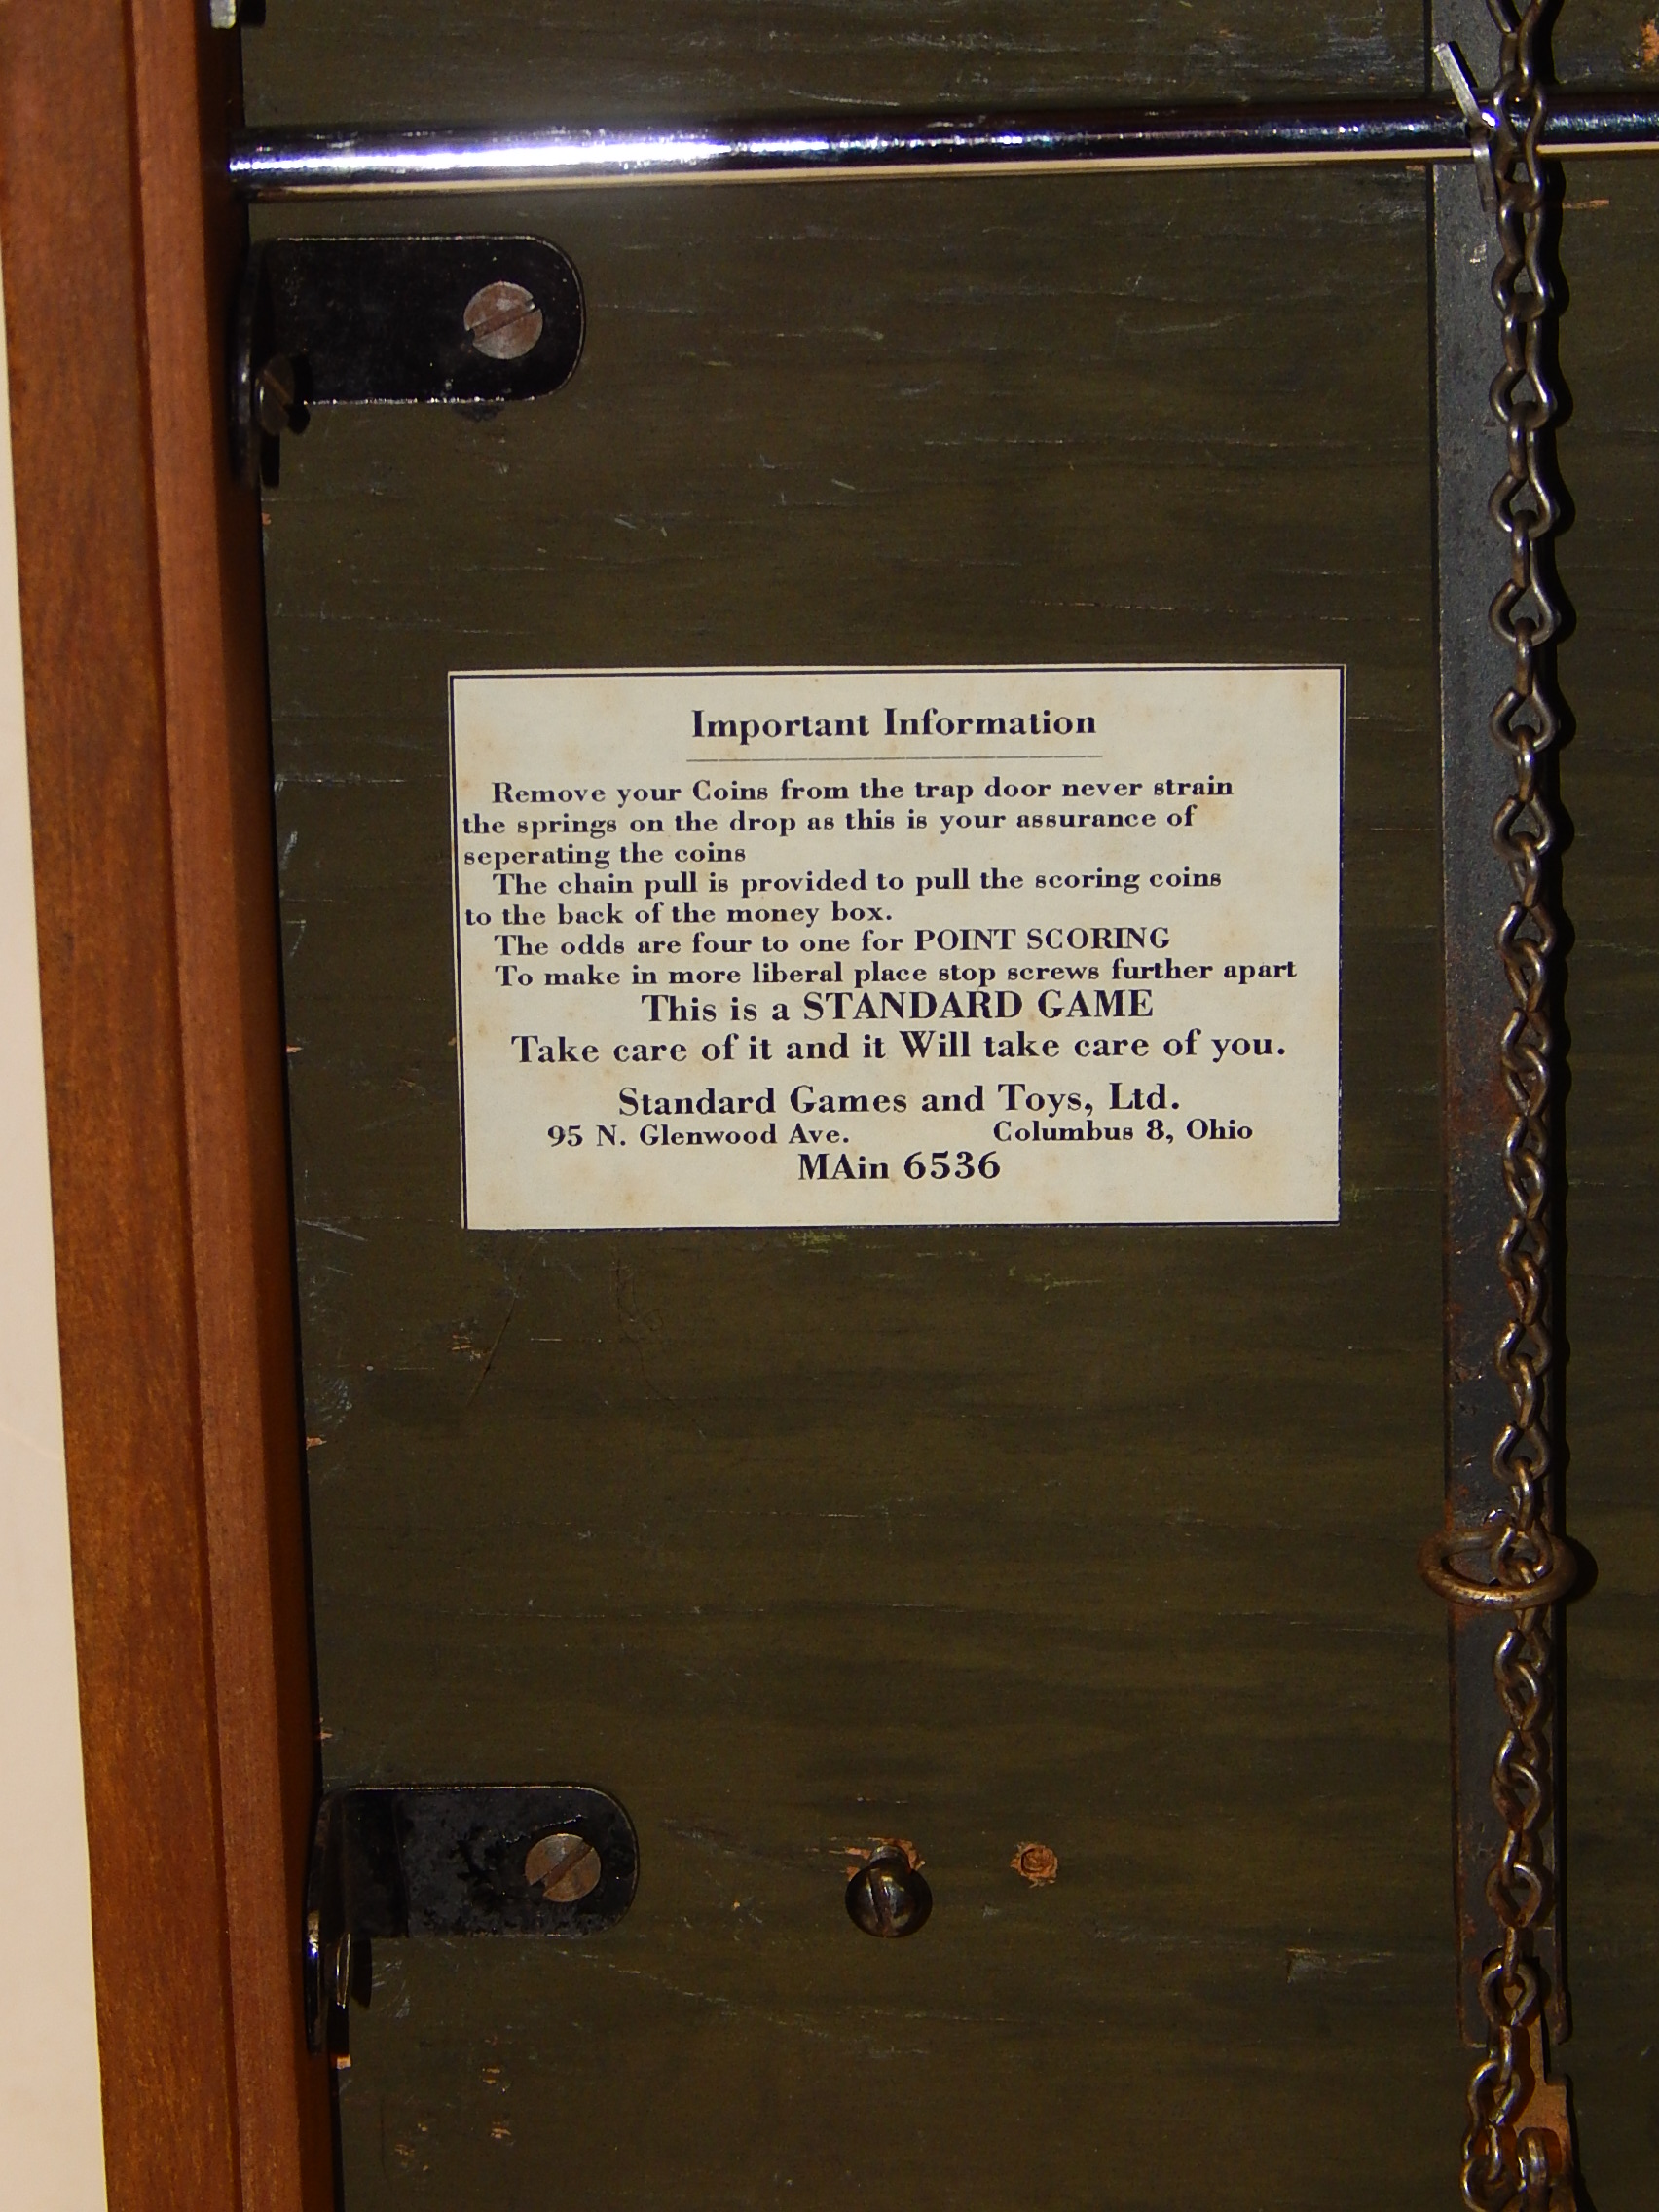 Important Information
Remove your Coins from the trap door never strain
the springs on the drop as this is your assurance of
seperating the coins
The chain pull is provided to pull the scoring coins
to the back of the money box.
The odds are four to one for POINT SCORING
To make in more liberal place stop screws further apart
This is a STANDARD GAME
Take care of it and it Will take care of you.
Standard Games and Toys, Ltd.
95 N. Glenwood Ave. Columbus 8, Ohio
MAin 6536